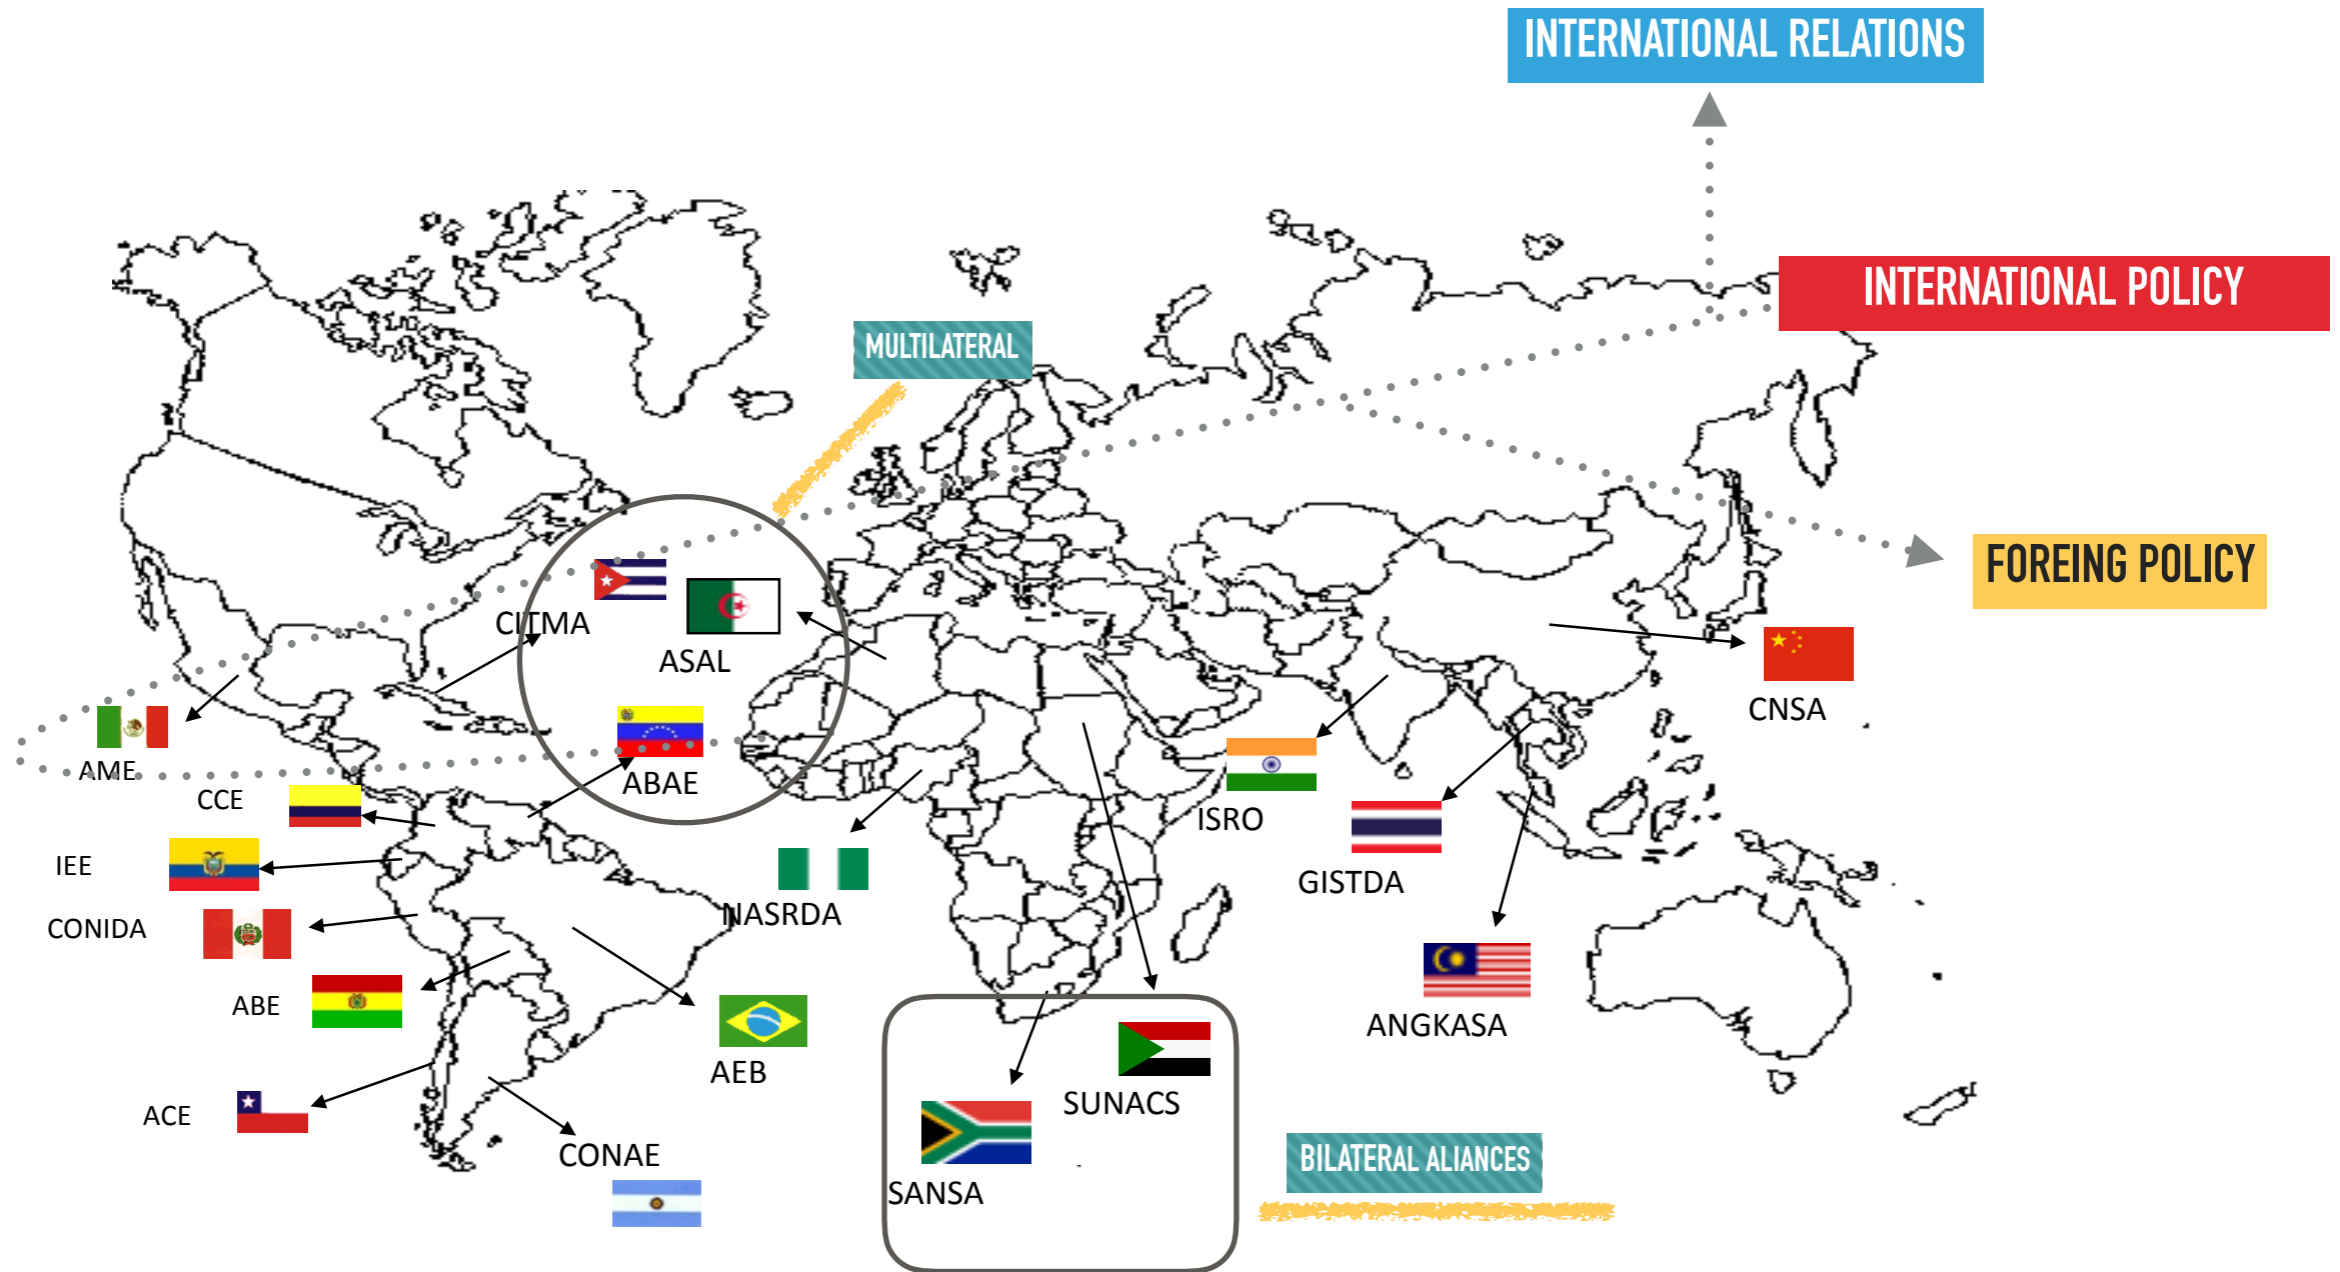 INTERNATIONAL RELATIONS
INTERNATIONAL POLICY
MULTILATERAL
FOREING POLICY
CITMA
ASAL
CNSA
AME
ABAE
CCE
ISRO
IEE
GISTDA
CONIDA
NASRDA
ABE
ANGKASA
AEB
SUNACS
ACE
CONAE
BILATERAL ALIANCES
SANSA